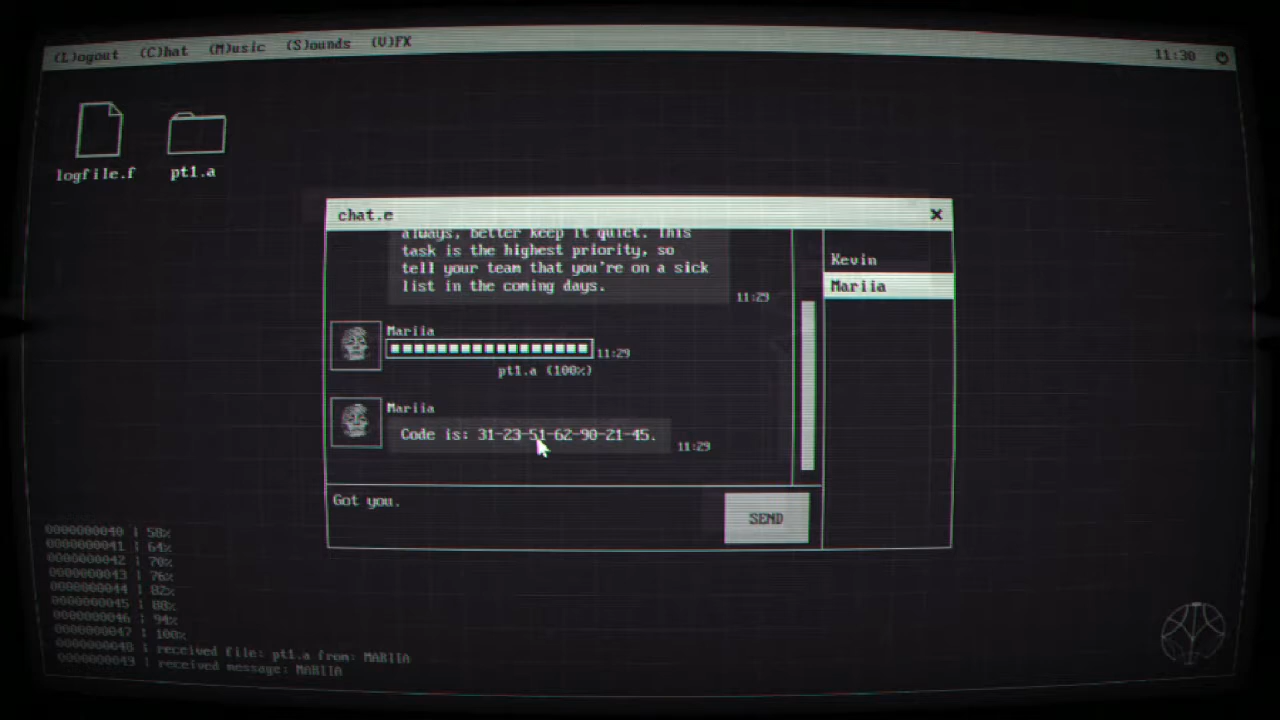 (L)ogout (C)hat (M)usic (S)ounds (V)FX 11:30
logfile.f pt1.a
chat.e
always, better keep it quiet. This
task is the highest priority, so
tell your team that you're on a sick
list in the coming days.
11:29
Kevin
Mariia
Mariia
11:29
pt1.a (100%)
Mariia
Code is: 31-23-51-62-90-21-45.
11:29
Got you.
SEND
0000000040 | 58%
0000000041 | 64%
0000000042 | 70%
0000000043 | 76%
0000000044 | 82%
0000000045 | 88%
0000000046 | 94%
0000000047 | 100%
0000000048 | received file: pt1.a from: MARIIA
0000000049 | received message: MARIIA